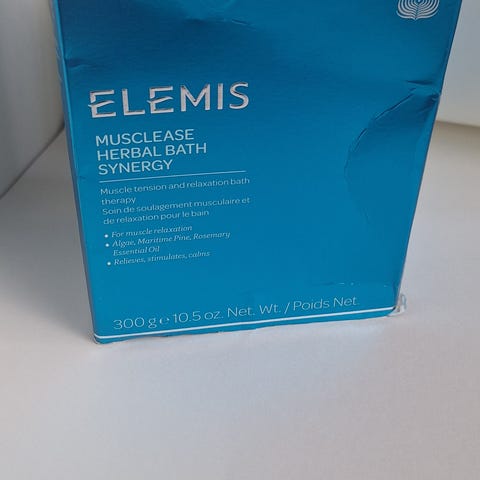 ELEMIS
MUSCLEASE
HERBAL BATH
SYNERGY
Muscle tension and relaxation bath
therapy
Soin de soulagement musculaire et
de relaxation pour le bain
• For muscle relaxation
• Algae, Maritime Pine, Rosemary
Essential Oil
• Relieves, stimulates, calms
300 g ℮ 10.5 oz. Net. Wt. / Poids Net.